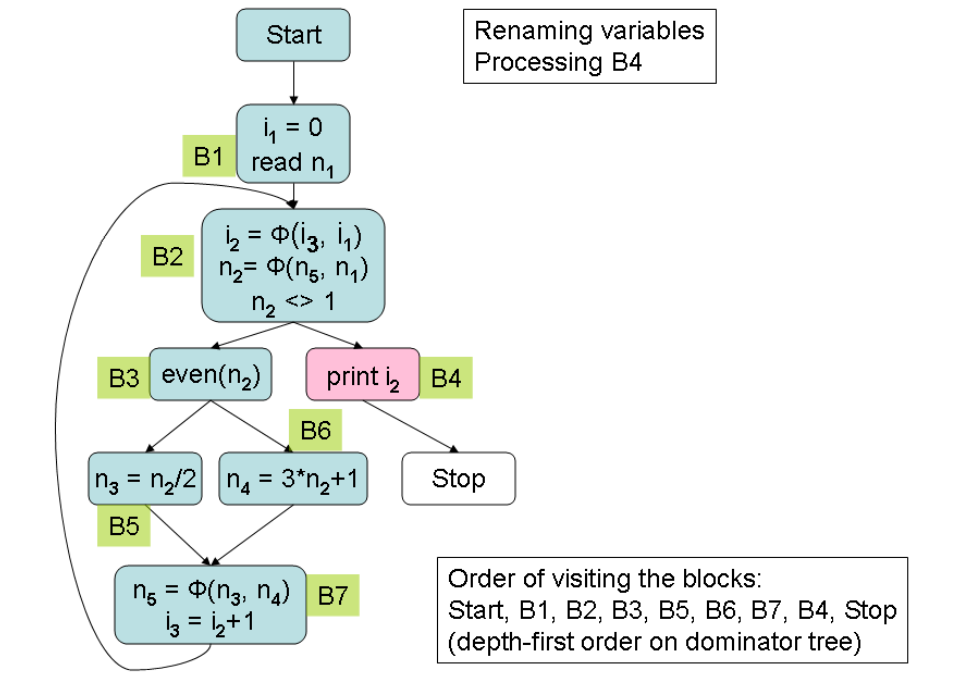 Start
Renaming variables
Processing B4
i₁ = 0
read n₁
B1
i₂ = Φ(i₃, i₁)
n₂= Φ(n₅, n₁)
n₂ <> 1
B2
B3
even(n₂)
print i₂
B4
B6
n₃ = n₂/2
n₄ = 3*n₂+1
Stop
B5
n₅ = Φ(n₃, n₄)
i₃ = i₂+1
B7
Order of visiting the blocks:
Start, B1, B2, B3, B5, B6, B7, B4, Stop
(depth-first order on dominator tree)